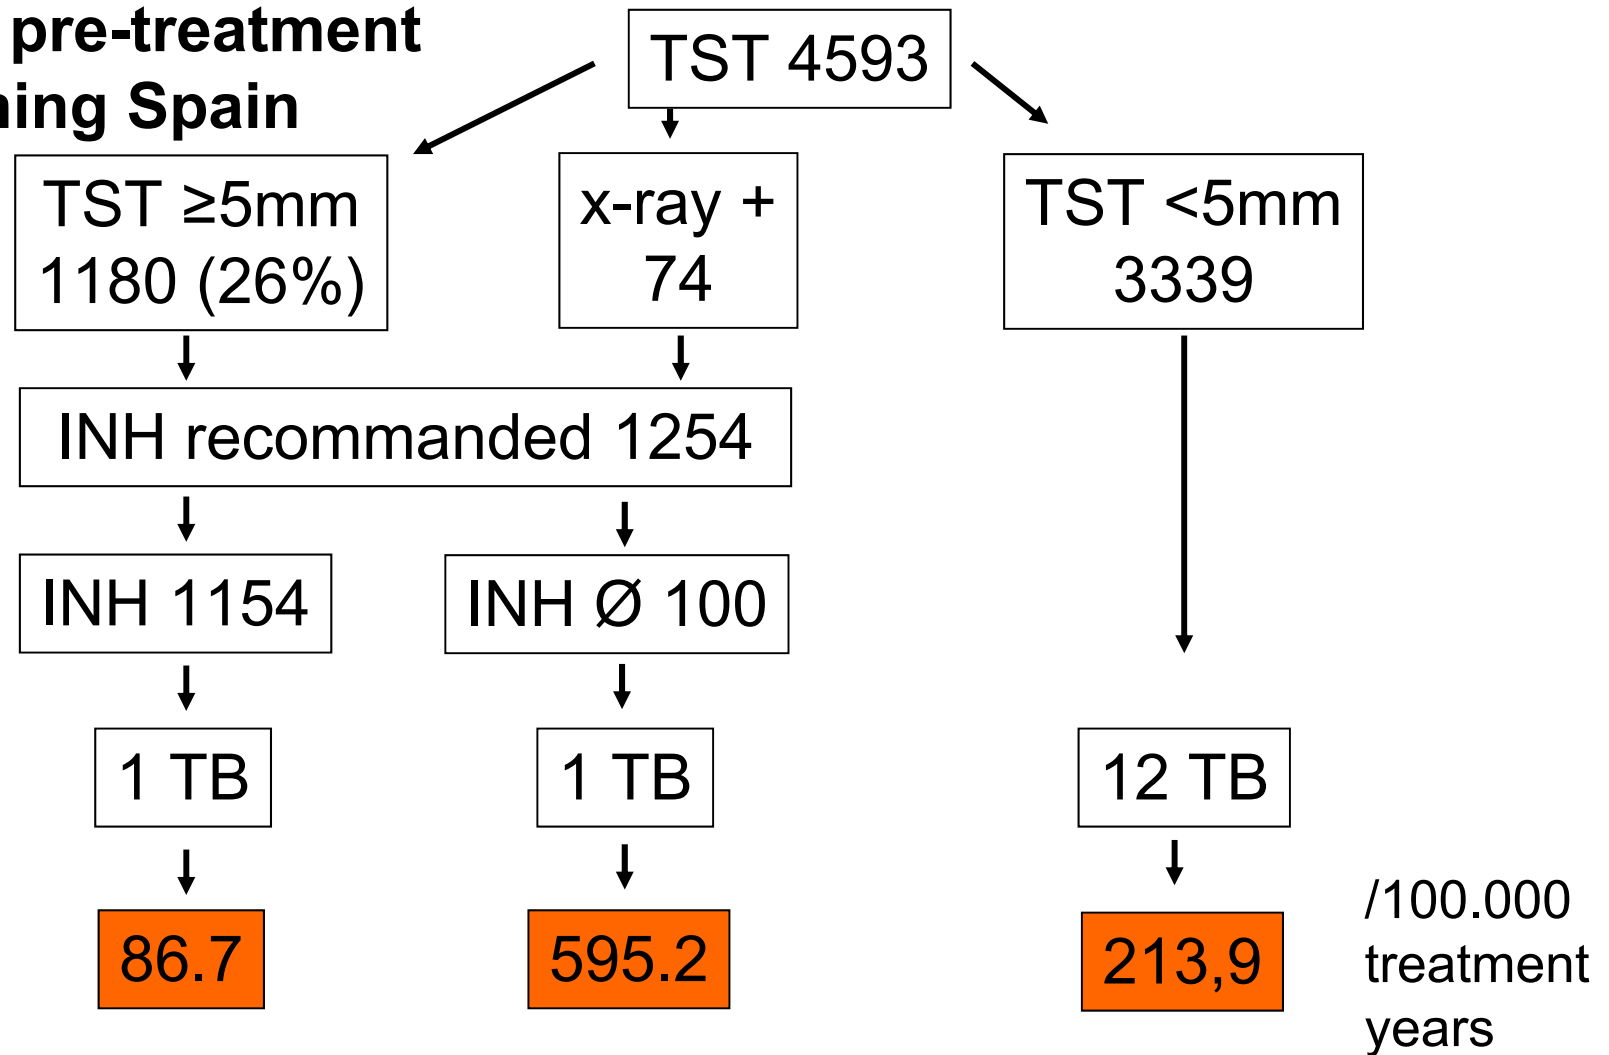 pre-treatment
Spain
TST 4593
TST ≥5mm
1180 (26%)
x-ray +
74
TST <5mm
3339
INH recommanded 1254
INH 1154
INH Ø 100
1 TB
1 TB
12 TB
86.7
595.2
213,9
/100.000
treatment
years